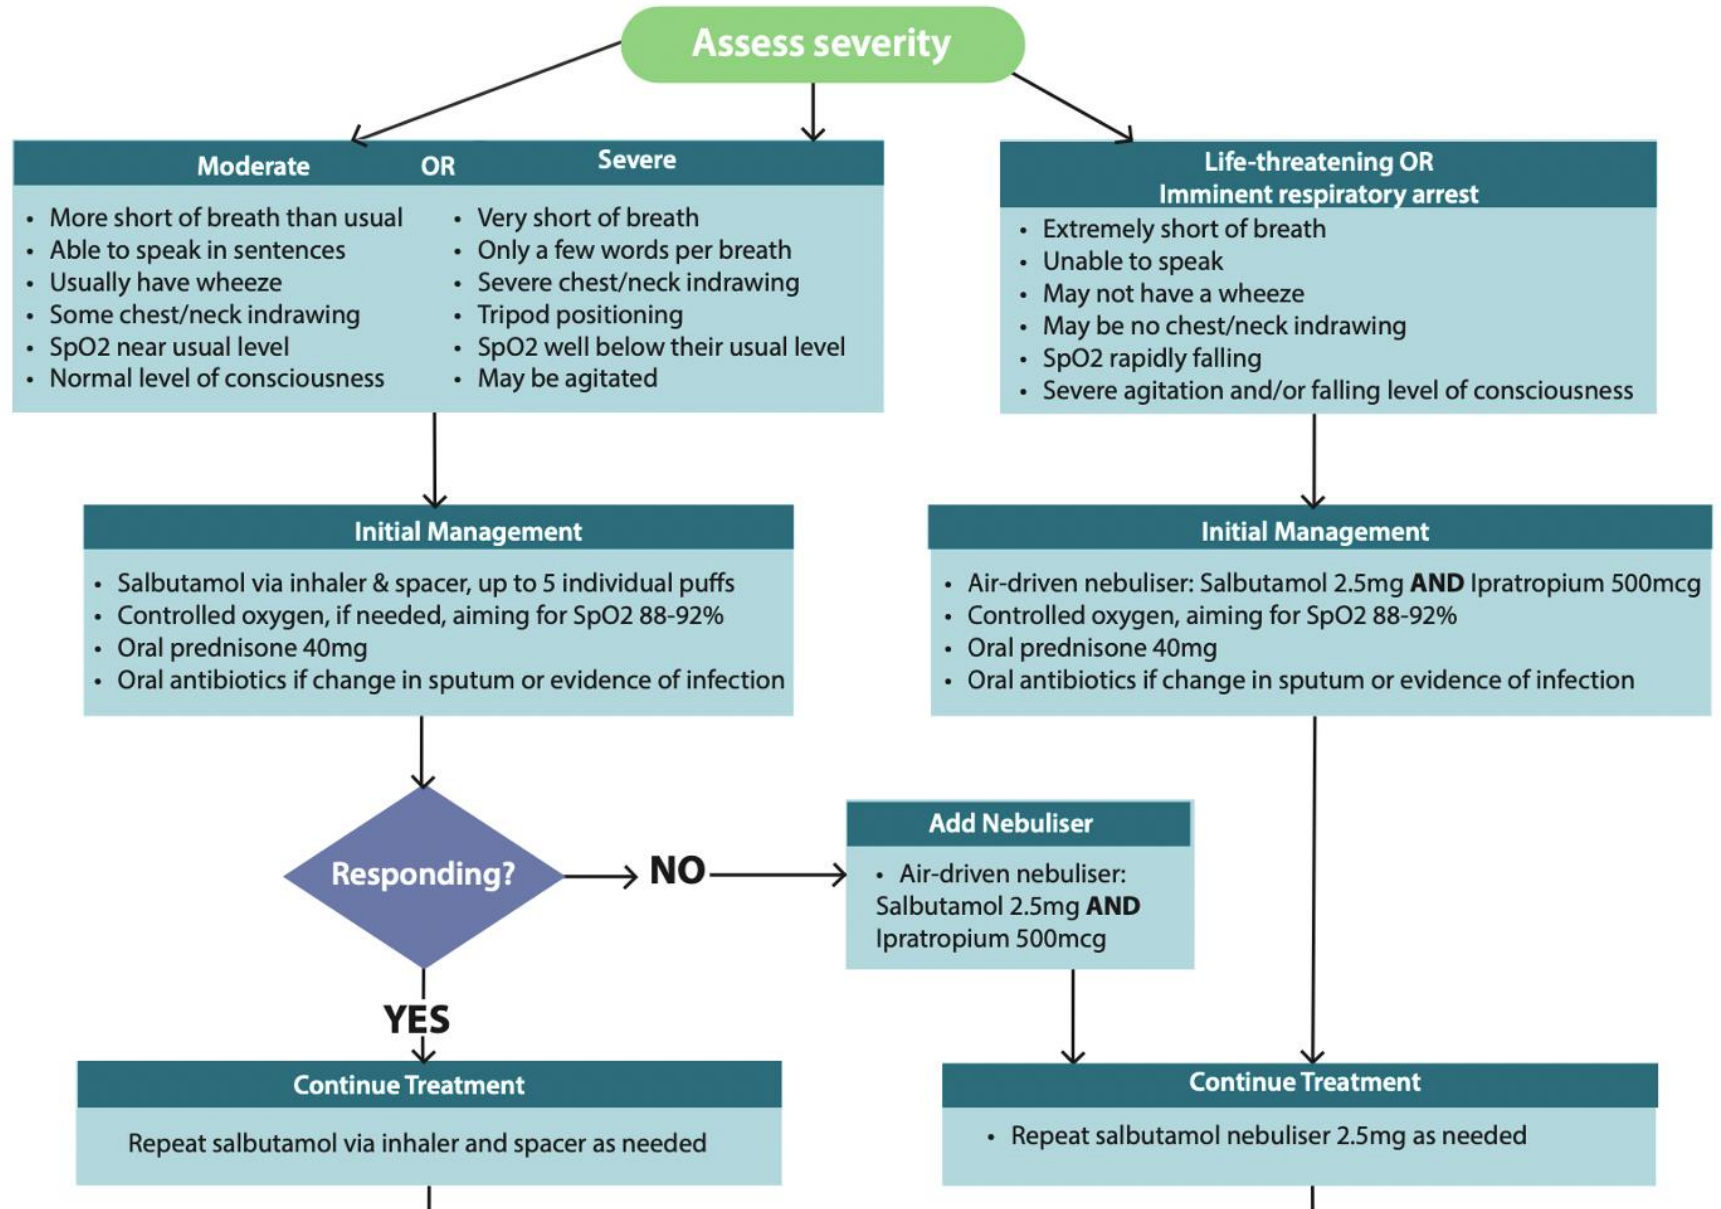 Assess severity
Moderate OR Severe
• More short of breath than usual
• Able to speak in sentences
• Usually have wheeze
• Some chest/neck indrawing
• SpO2 near usual level
• Normal level of consciousness
• Very short of breath
• Only a few words per breath
• Severe chest/neck indrawing
• Tripod positioning
• SpO2 well below their usual level
• May be agitated
Life-threatening OR
Imminent respiratory arrest
• Extremely short of breath
• Unable to speak
• May not have a wheeze
• May be no chest/neck indrawing
• SpO2 rapidly falling
• Severe agitation and/or falling level of consciousness
Initial Management
• Salbutamol via inhaler & spacer, up to 5 individual puffs
• Controlled oxygen, if needed, aiming for SpO2 88-92%
• Oral prednisone 40mg
• Oral antibiotics if change in sputum or evidence of infection
Initial Management
• Air-driven nebuliser: Salbutamol 2.5mg AND Ipratropium 500mcg
• Controlled oxygen, aiming for SpO2 88-92%
• Oral prednisone 40mg
• Oral antibiotics if change in sputum or evidence of infection
Responding?
NO
Add Nebuliser
• Air-driven nebuliser:
Salbutamol 2.5mg AND
Ipratropium 500mcg
YES
Continue Treatment
Repeat salbutamol via inhaler and spacer as needed
Continue Treatment
• Repeat salbutamol nebuliser 2.5mg as needed